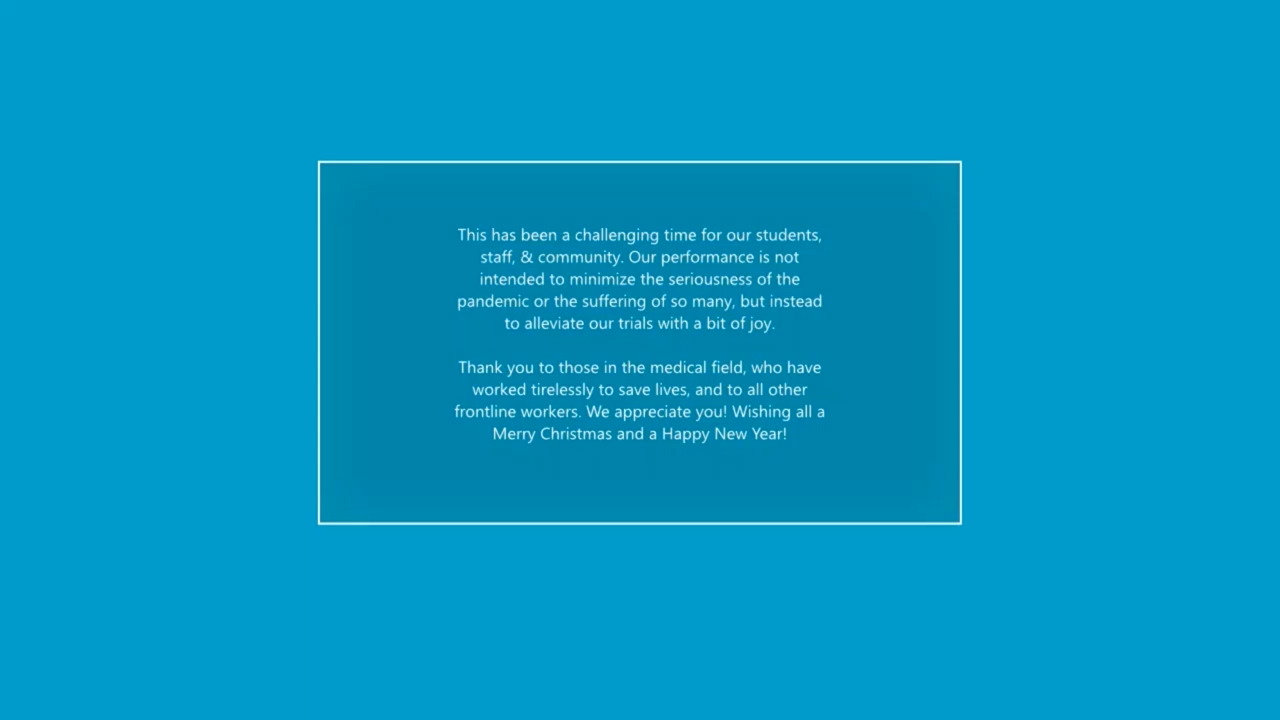 This has been a challenging time for our students,
staff, & community. Our performance is not
intended to minimize the seriousness of the
pandemic or the suffering of so many, but instead
to alleviate our trials with a bit of joy.
Thank you to those in the medical field, who have
worked tirelessly to save lives, and to all other
frontline workers. We appreciate you! Wishing all a
Merry Christmas and a Happy New Year!